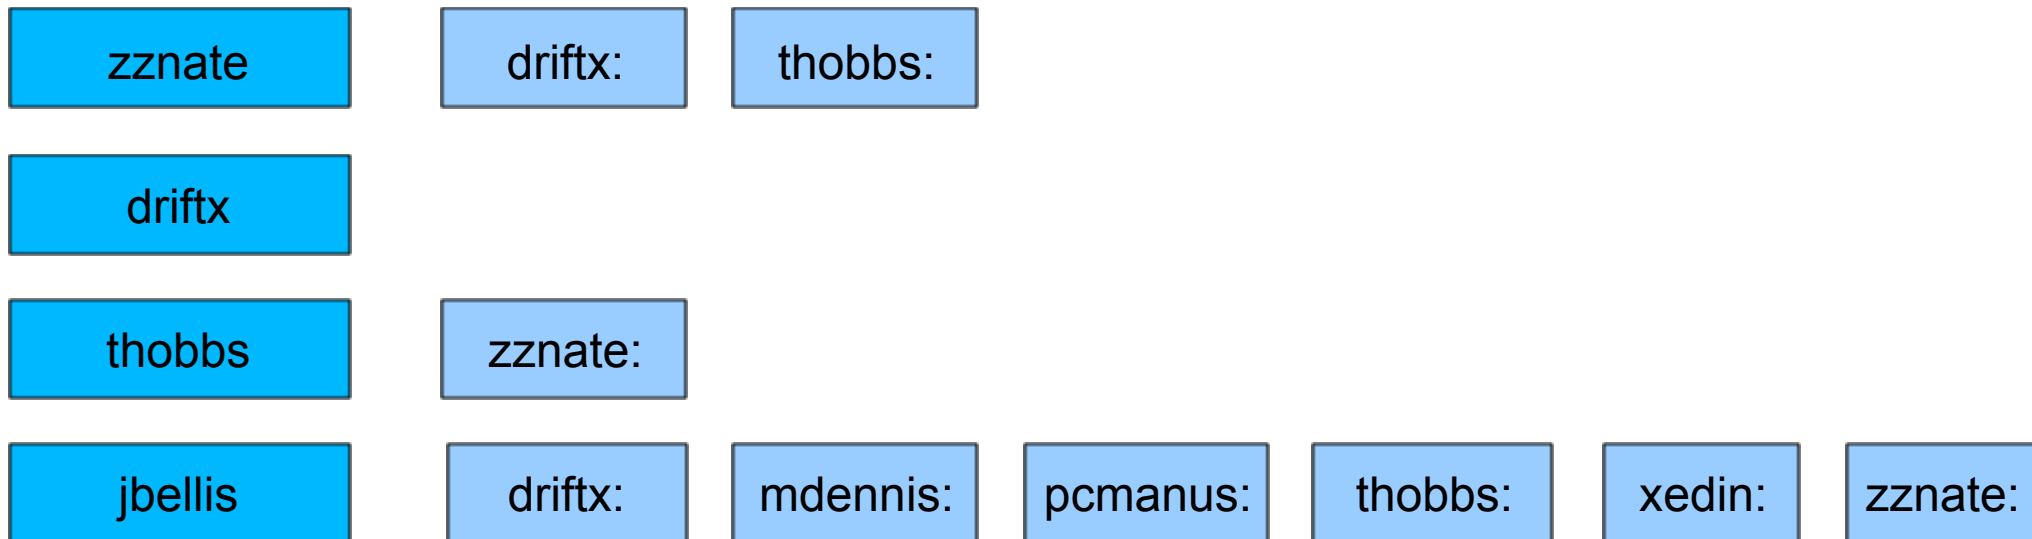 zznate driftx: thobbs:
driftx
thobbs zznate:
jbellis driftx: mdennis: pcmanus: thobbs: xedin: zznate: